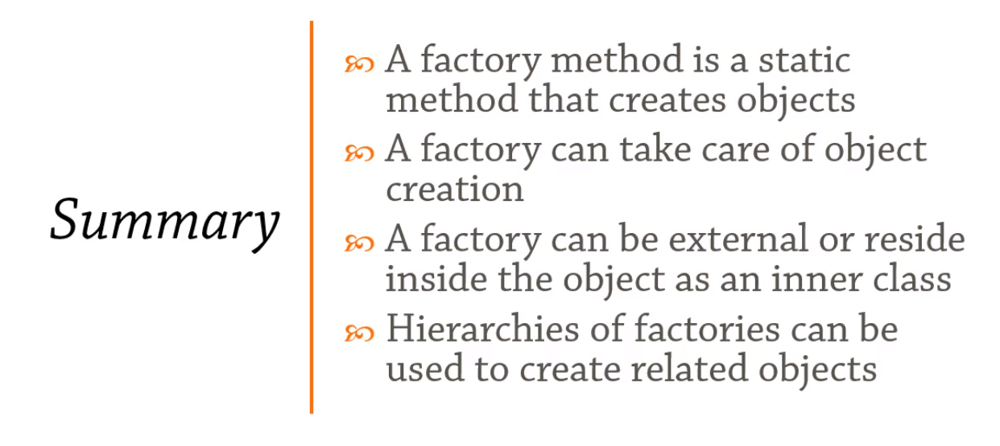 Summary
A factory method is a static
method that creates objects
A factory can take care of object
creation
A factory can be external or reside
inside the object as an inner class
Hierarchies of factories can be
used to create related objects